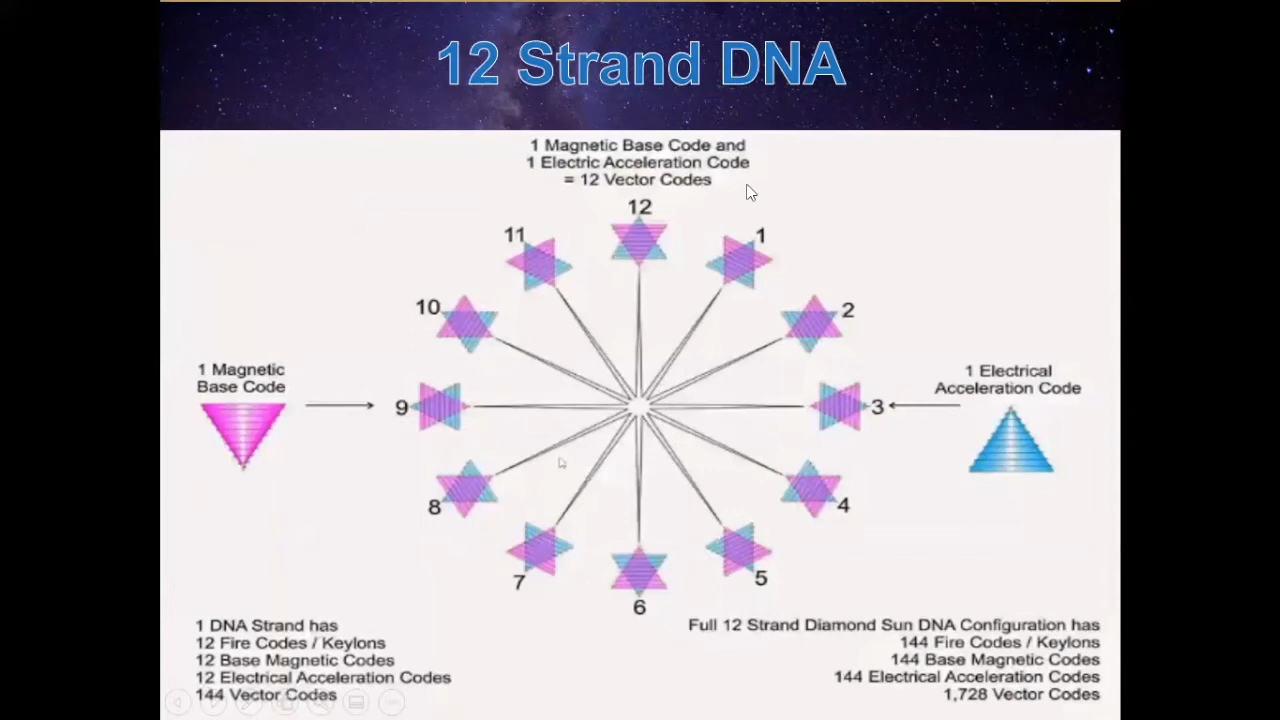 12 Strand DNA
1 Magnetic Base Code and
1 Electric Acceleration Code
= 12 Vector Codes
12
11
1
10
2
1 Magnetic
Base Code
1 Electrical
Acceleration Code
9
3
8
4
7
5
6
1 DNA Strand has
12 Fire Codes / Keylons
12 Base Magnetic Codes
12 Electrical Acceleration Codes
144 Vector Codes
Full 12 Strand Diamond Sun DNA Configuration has
144 Fire Codes / Keylons
144 Base Magnetic Codes
144 Electrical Acceleration Codes
1,728 Vector Codes